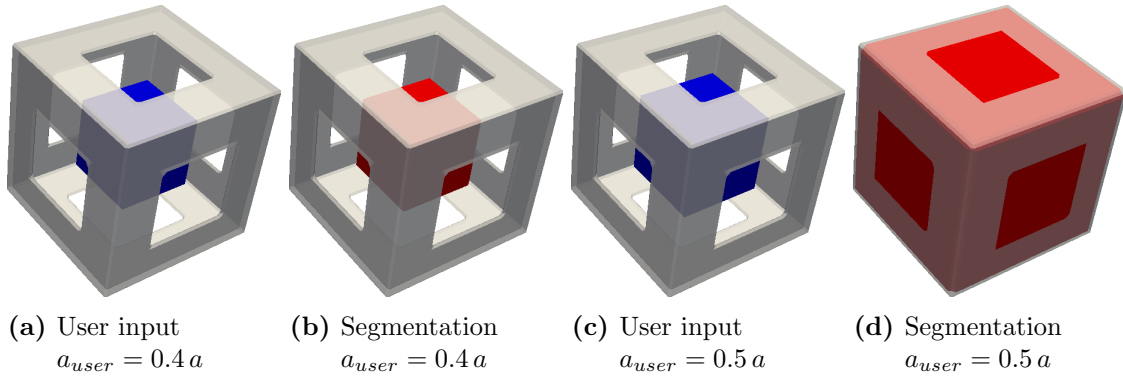 (a) User input
a_user = 0.4 a
(b) Segmentation
a_user = 0.4 a
(c) User input
a_user = 0.5 a
(d) Segmentation
a_user = 0.5 a